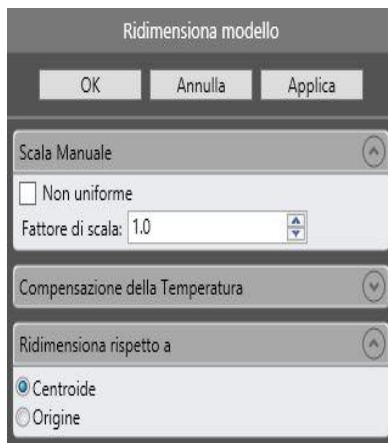 Ridimensiona modello
OK Annulla Applica
Scala Manuale
Non uniforme
Fattore di scala: 1.0
Compensazione della Temperatura
Ridimensiona rispetto a
Centroide
Origine